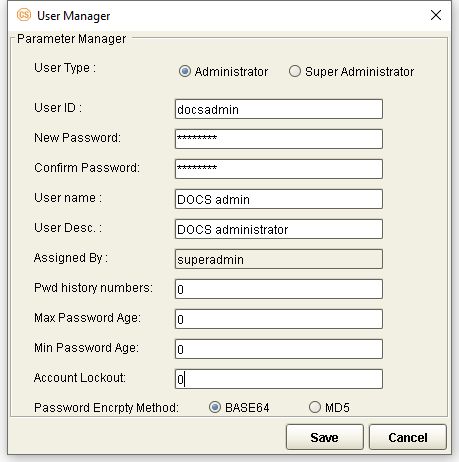 CS User Manager
Parameter Manager
User Type : Administrator Super Administrator
User ID : docsadmin
New Password: ********
Confirm Password: ********
User name : DOCS admin
User Desc. : DOCS administrator
Assigned By : superadmin
Pwd history numbers: 0
Max Password Age: 0
Min Password Age: 0
Account Lockout: 0
Password Encrpty Method: BASE64 MD5
Save Cancel